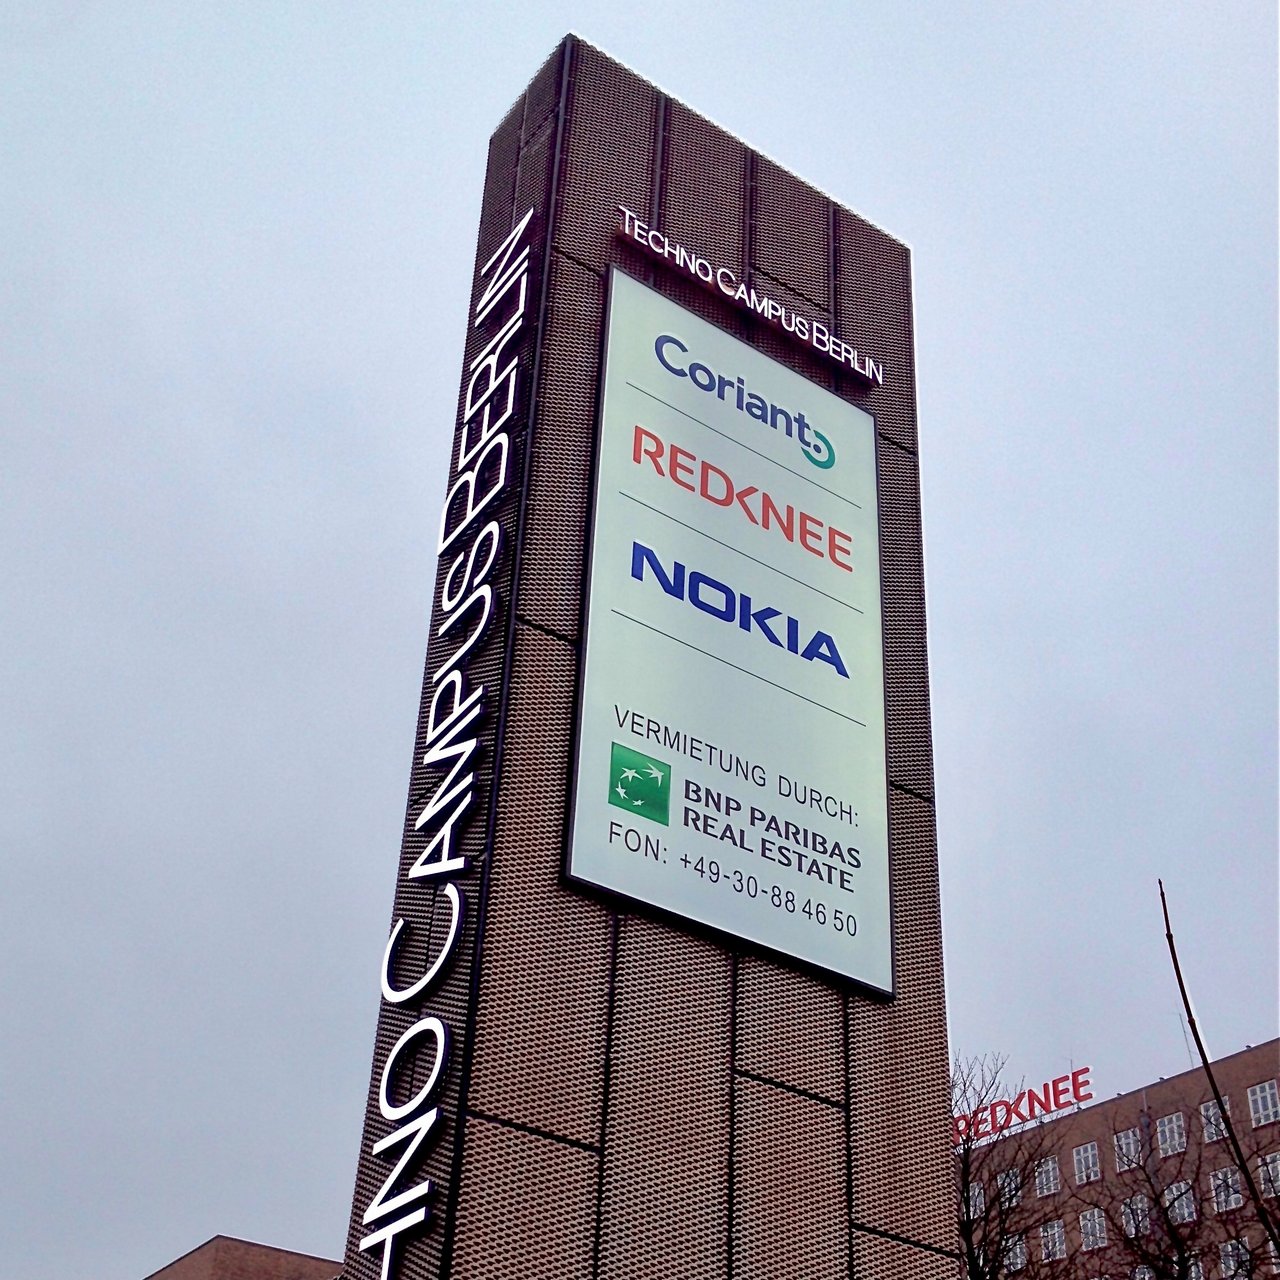 TECHNO CAMPUS BERLIN
Coriant
REDKNEE
NOKIA
VERMIETUNG DURCH:
BNP PARIBAS
REAL ESTATE
FON: +49-30-88 46 50
HNO CAMPUS BERLIN
REDKNEE